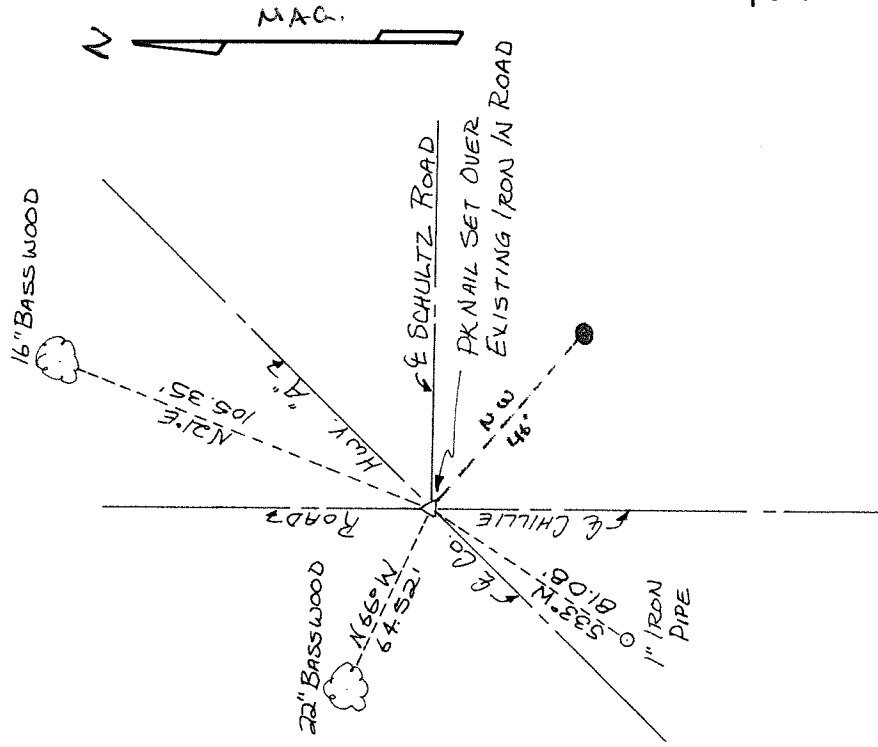 MAG.
N
16" BASSWOOD
N21°E
105.35'
HWY. "A"
℄ SCHULTZ ROAD
PK NAIL SET OVER
EXISTING IRON IN ROAD
N W
46°
ROAD
℄ CHILLIE
℄ CO.
S33°W
81.08'
1" IRON
PIPE
N66°W
64.52'
22" BASSWOOD